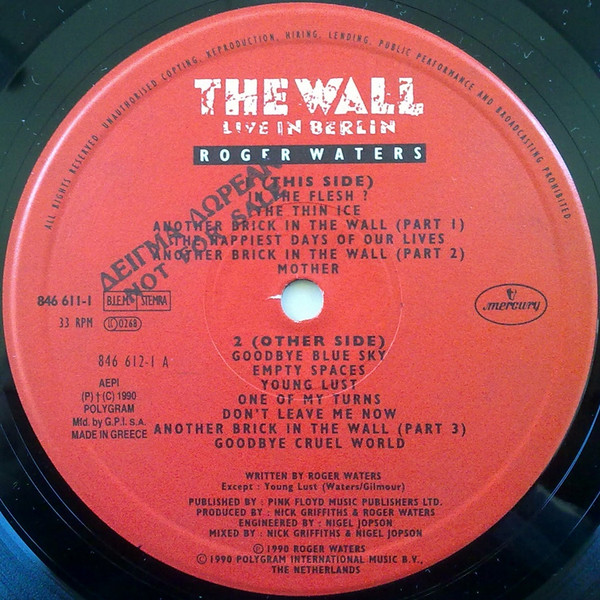 ALL RIGHTS RESERVED. UNAUTHORISED COPYING, REPRODUCTION, HIRING, LENDING, PUBLIC PERFORMANCE AND BROADCASTING PROHIBITED.
THE WALL
LIVE IN BERLIN
ROGER WATERS
(THIS SIDE)
IN THE FLESH ?
THE THIN ICE
ANOTHER BRICK IN THE WALL (PART 1)
THE HAPPIEST DAYS OF OUR LIVES
ANOTHER BRICK IN THE WALL (PART 2)
MOTHER
ΔΕΙΓΜΑ ΔΩΡΕΑΝ
NOT FOR SALE
846 611-1 B.I.E.M. STEMRA
33 RPM LC 0268
mercury
846 612-1 A
AEPI
(P)†(C) 1990
POLYGRAM
Mfd. by G.P.I. s.A.
MADE IN GREECE
2 (OTHER SIDE)
GOODBYE BLUE SKY
EMPTY SPACES
YOUNG LUST
ONE OF MY TURNS
DON'T LEAVE ME NOW
ANOTHER BRICK IN THE WALL (PART 3)
GOODBYE CRUEL WORLD
WRITTEN BY ROGER WATERS
Except : Young Lust (Waters/Gilmour)
PUBLISHED BY : PINK FLOYD MUSIC PUBLISHERS LTD.
PRODUCED BY : NICK GRIFFITHS & ROGER WATERS
ENGINEERED BY : NIGEL JOPSON
MIXED BY : NICK GRIFFITHS & NIGEL JOPSON
Ⓟ 1990 ROGER WATERS
© 1990 POLYGRAM INTERNATIONAL MUSIC B.V.,
THE NETHERLANDS